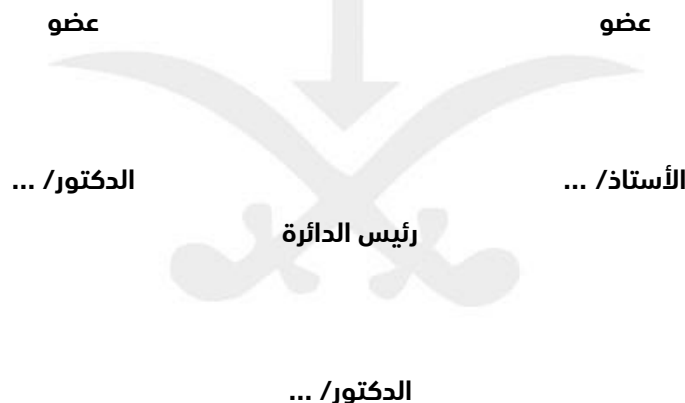 عضو عضو
الأستاذ/ ... الدكتور/ ...
رئيس الدائرة
الدكتور/ ...